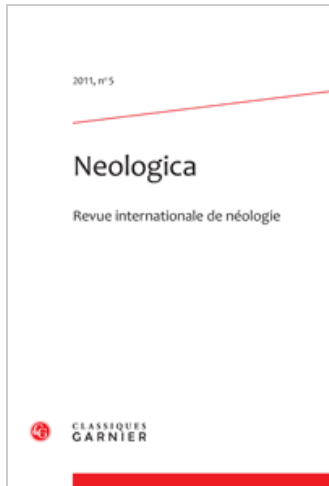 2011, n° 5
Neologica
Revue internationale de néologie
CLASSIQUES
GARNIER